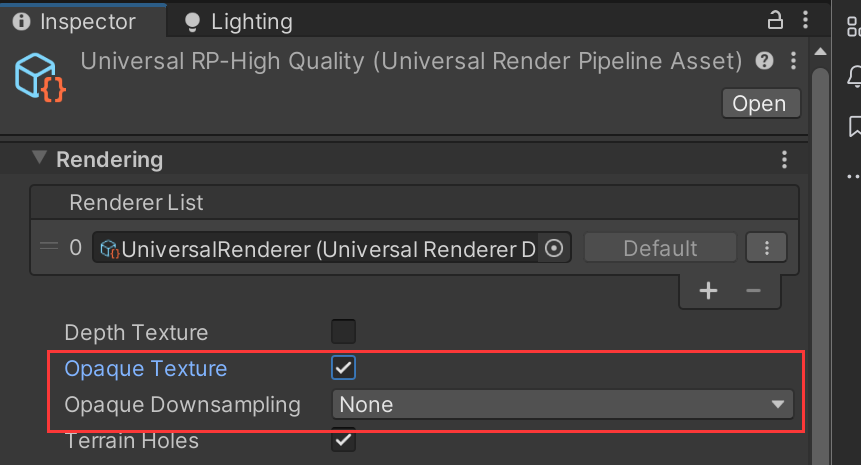 Inspector
Lighting
Universal RP-High Quality (Universal Render Pipeline Asset)
Open
Rendering
Renderer List
0 UniversalRenderer (Universal Renderer D Default
Depth Texture
Opaque Texture
Opaque Downsampling None
Terrain Holes